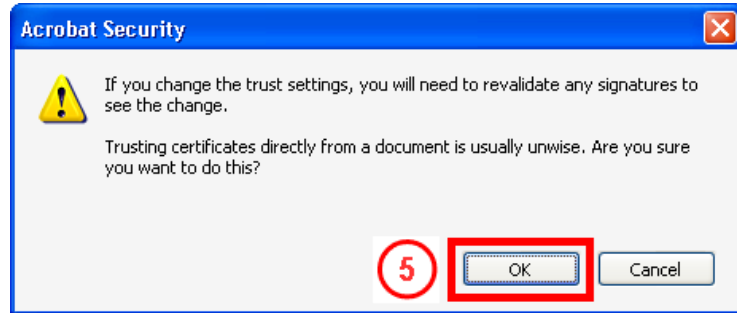 Acrobat Security
If you change the trust settings, you will need to revalidate any signatures to
see the change.
Trusting certificates directly from a document is usually unwise. Are you sure
you want to do this?
5 OK Cancel